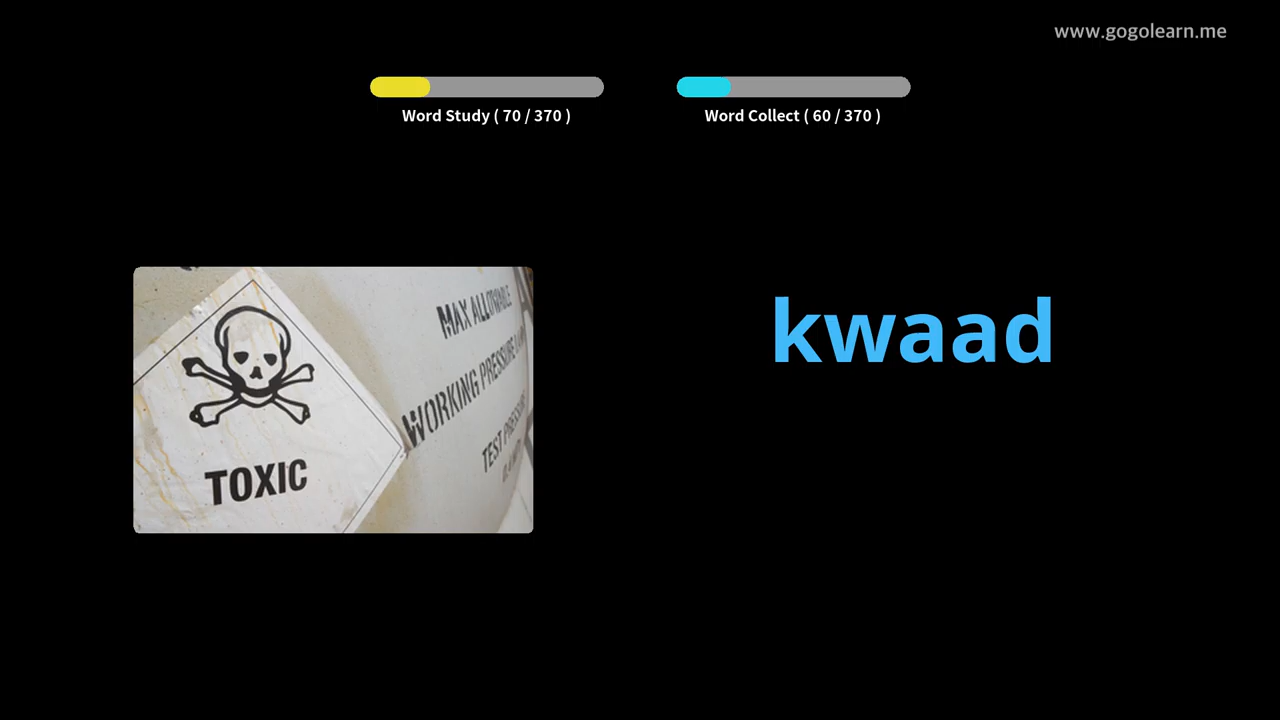 www.gogolearn.me
Word Study ( 70 / 370 )
Word Collect ( 60 / 370 )
kwaad
MAX ALLOWABLE
WORKING PRESSURE
TEST PRESSURE
TOXIC